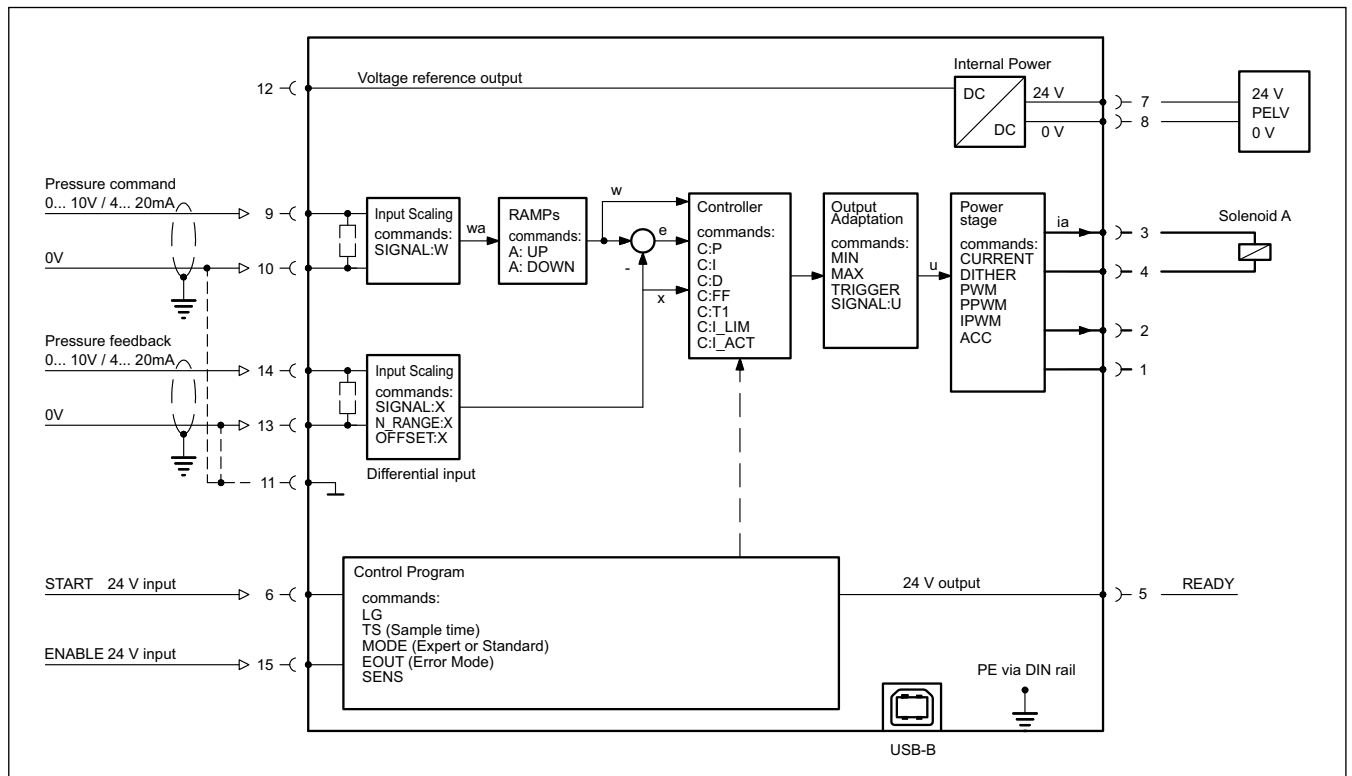 Internal Power
12
Voltage reference output
DC
DC
24 V
0 V
7
8
24 V
PELV
0 V
Pressure command
0... 10V / 4... 20mA
9
0V
10
Input Scaling
commands:
SIGNAL:W
wa
RAMPs
commands:
A: UP
A: DOWN
w
e
-
x
Controller
commands:
C:P
C:I
C:D
C:FF
C:T1
C:I_LIM
C:I_ACT
Output
Adaptation
commands:
MIN
MAX
TRIGGER
SIGNAL:U
u
Power
stage
commands:
CURRENT
DITHER
PWM
PPWM
IPWM
ACC
ia
3
4
2
1
Solenoid A
Pressure feedback
0... 10V / 4... 20mA
14
0V
13
11
Input Scaling
commands:
SIGNAL:X
N_RANGE:X
OFFSET:X
Differential input
START 24 V input
6
ENABLE 24 V input
15
Control Program
commands:
LG
TS (Sample time)
MODE (Expert or Standard)
EOUT (Error Mode)
SENS
24 V output
5
READY
PE via DIN rail
USB-B